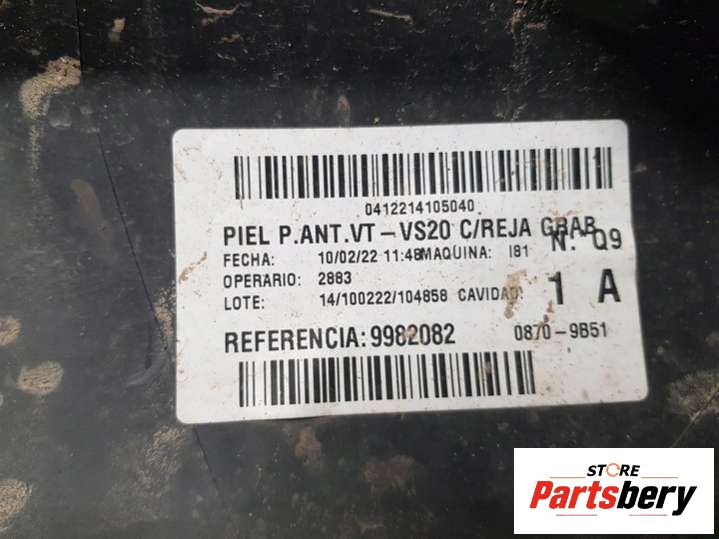 0412214105040
PIEL P.ANT.VT-VS20 C/REJA GRAB
N. Q9
FECHA: 10/02/22 11:48 MAQUINA: I81
OPERARIO: 2883
LOTE: 14/100222/104858 CAVIDAD: 1 A
REFERENCIA:9982082 0870-9B51
STORE
Partsbery